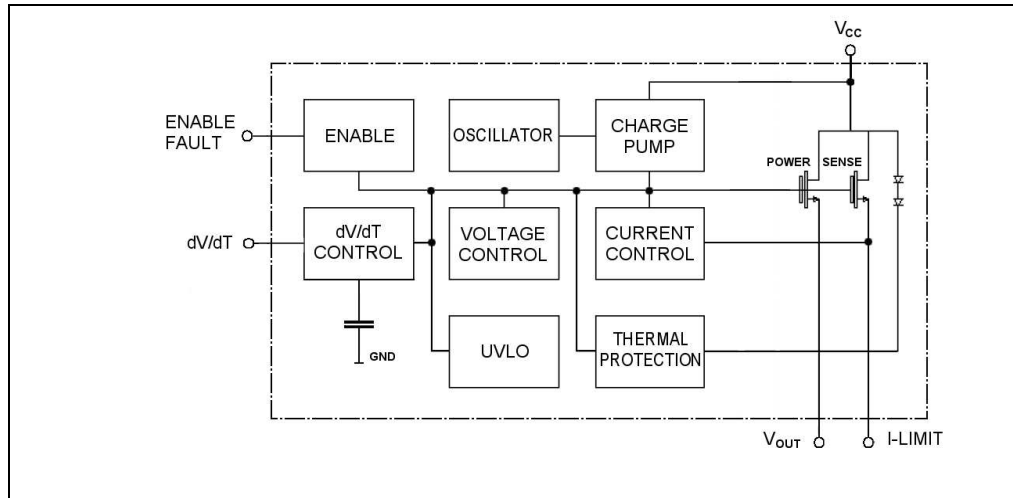 VCC
ENABLE
FAULT
ENABLE
OSCILLATOR
CHARGE
PUMP
POWER
SENSE
dV/dT
dV/dT
CONTROL
VOLTAGE
CONTROL
CURRENT
CONTROL
GND
UVLO
THERMAL
PROTECTION
VOUT
I-LIMIT